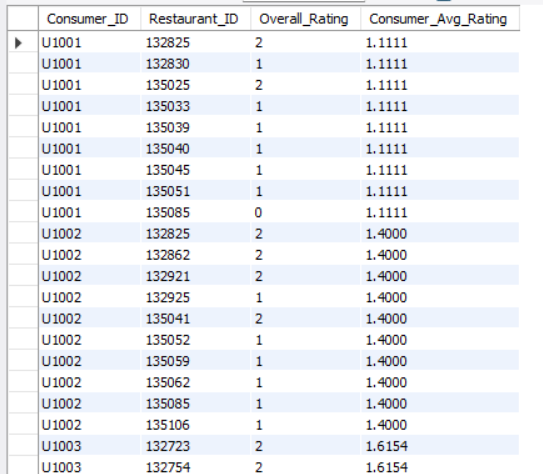 Consumer_ID Restaurant_ID Overall_Rating Consumer_Avg_Rating
U1001 132825 2 1.1111
U1001 132830 1 1.1111
U1001 135025 2 1.1111
U1001 135033 1 1.1111
U1001 135039 1 1.1111
U1001 135040 1 1.1111
U1001 135045 1 1.1111
U1001 135051 1 1.1111
U1001 135085 0 1.1111
U1002 132825 2 1.4000
U1002 132862 2 1.4000
U1002 132921 2 1.4000
U1002 132925 1 1.4000
U1002 135041 2 1.4000
U1002 135052 1 1.4000
U1002 135059 1 1.4000
U1002 135062 1 1.4000
U1002 135085 1 1.4000
U1002 135106 1 1.4000
U1003 132723 2 1.6154
U1003 132754 2 1.6154